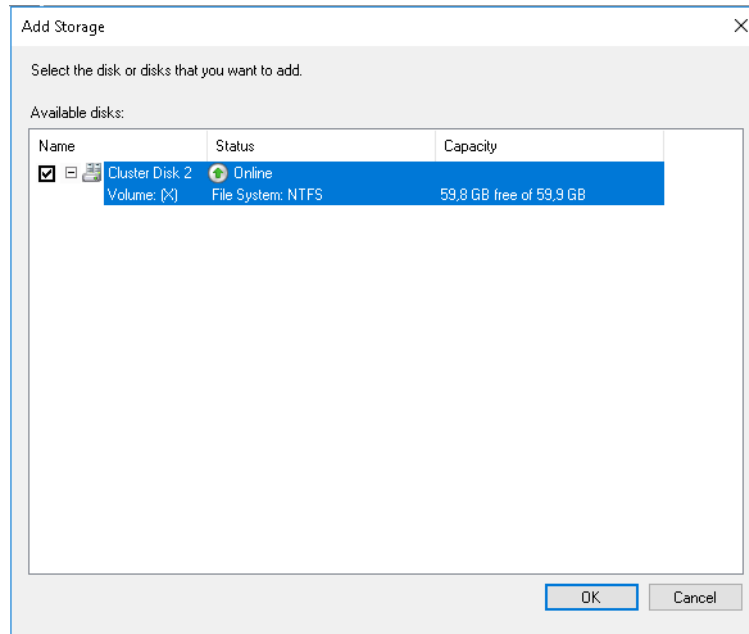 Add Storage
Select the disk or disks that you want to add.
Available disks:
Name Status Capacity
Cluster Disk 2 Online
Volume: (X) File System: NTFS 59,8 GB free of 59,9 GB
OK Cancel